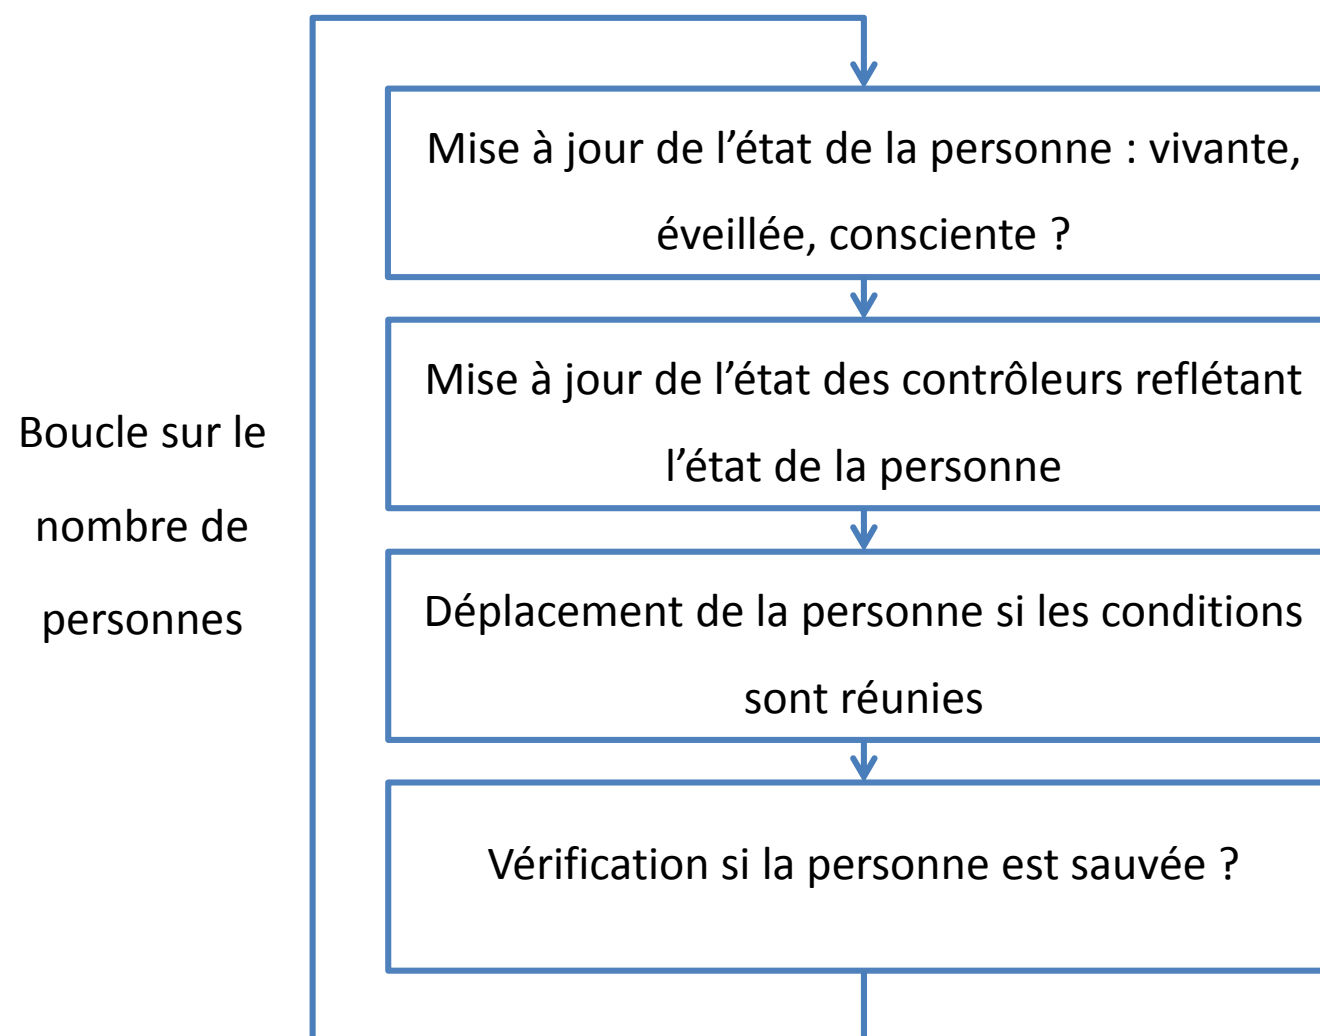 Mise à jour de l’état de la personne : vivante,
éveillée, consciente ?
Mise à jour de l’état des contrôleurs reflétant
l’état de la personne
Boucle sur le
nombre de
personnes
Déplacement de la personne si les conditions
sont réunies
Vérification si la personne est sauvée ?